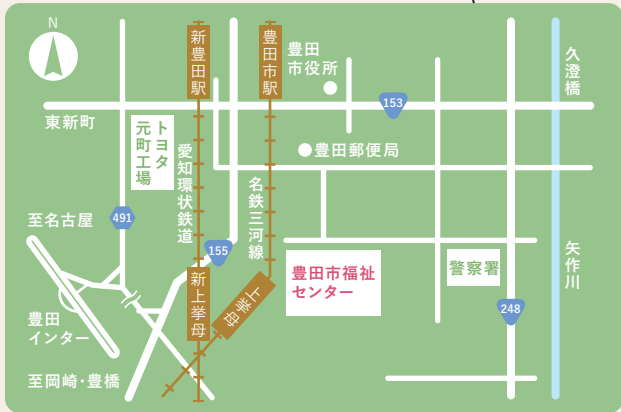 N
新豊田駅
豊田市駅
豊田
市役所
久澄橋
153
東新町
トヨタ
元町工場
愛知環状鉄道
豊田郵便局
名鉄三河線
至名古屋
491
155
矢作川
新上挙母
上挙母
豊田市福祉
センター
警察署
248
豊田
インター
至岡崎・豊橋